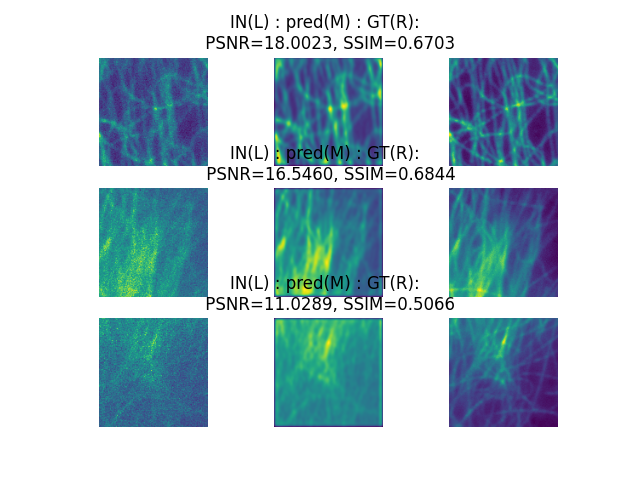 IN(L) : pred(M) : GT(R):
PSNR=18.0023, SSIM=0.6703
IN(L) : pred(M) : GT(R):
PSNR=16.5460, SSIM=0.6844
IN(L) : pred(M) : GT(R):
PSNR=11.0289, SSIM=0.5066